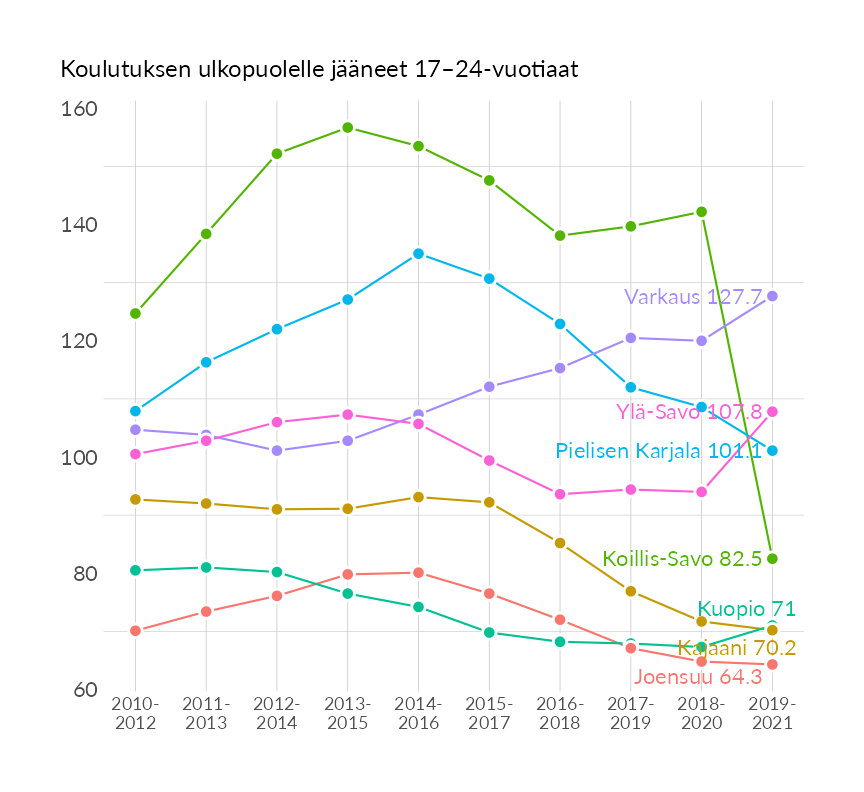 Koulutuksen ulkopuolelle jääneet 17–24-vuotiaat
160
140
120
100
80
60
Varkaus 127.7
Ylä-Savo 107.8
Pielisen Karjala 101.1
Koillis-Savo 82.5
Kuopio 71
Kajaani 70.2
Joensuu 64.3
2010- 2011- 2012- 2013- 2014- 2015- 2016- 2017- 2018- 2019-
2012 2013 2014 2015 2016 2017 2018 2019 2020 2021